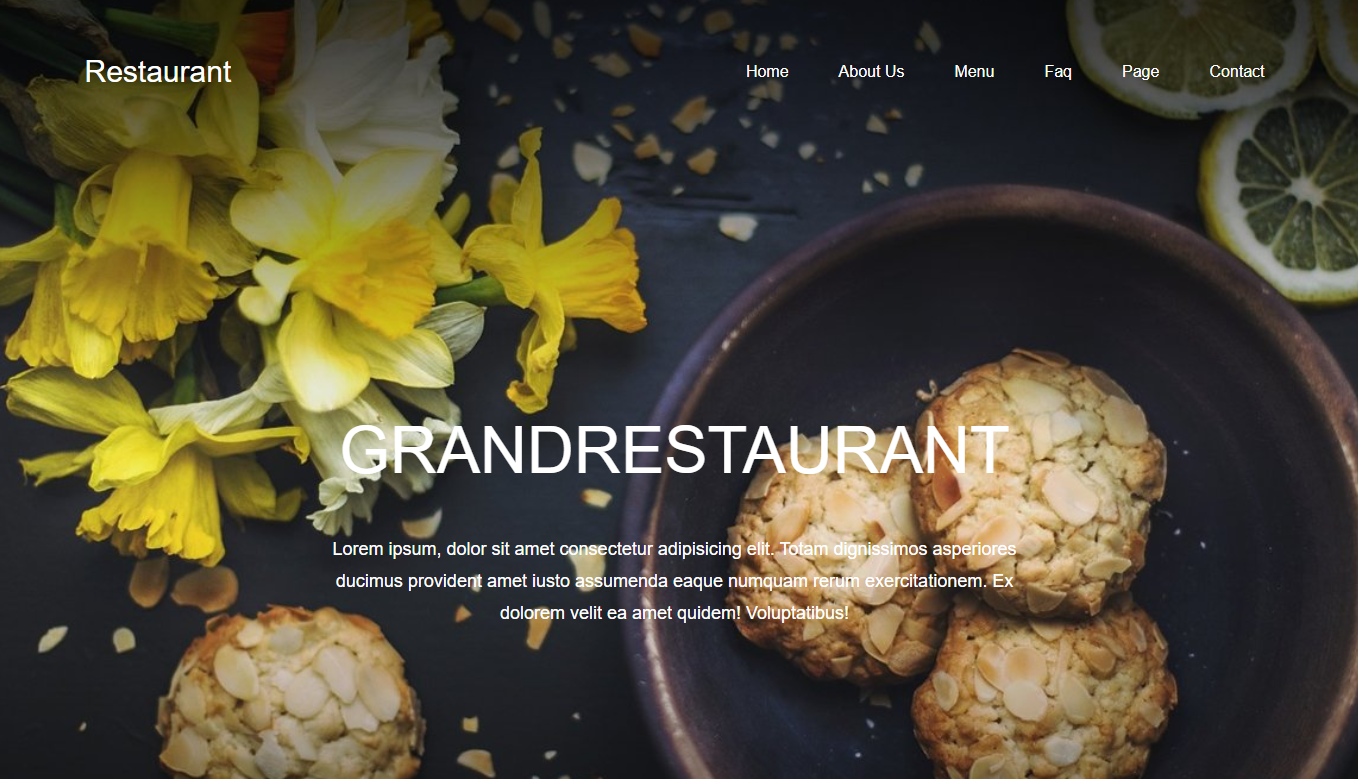 Restaurant
Home About Us Menu Faq Page Contact
GRANDRESTAURANT
Lorem ipsum, dolor sit amet consectetur adipisicing elit. Totam dignissimos asperiores
ducimus provident amet iusto assumenda eaque numquam rerum exercitationem. Ex
dolorem velit ea amet quidem! Voluptatibus!